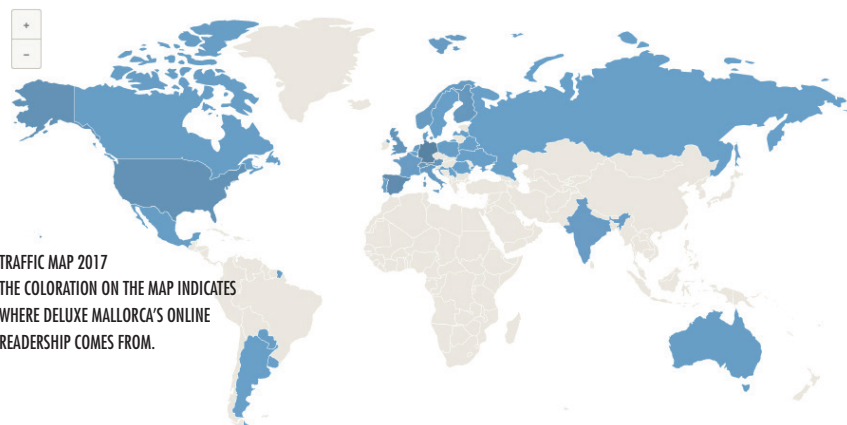 +
−
TRAFFIC MAP 2017
THE COLORATION ON THE MAP INDICATES
WHERE DELUXE MALLORCA'S ONLINE
READERSHIP COMES FROM.